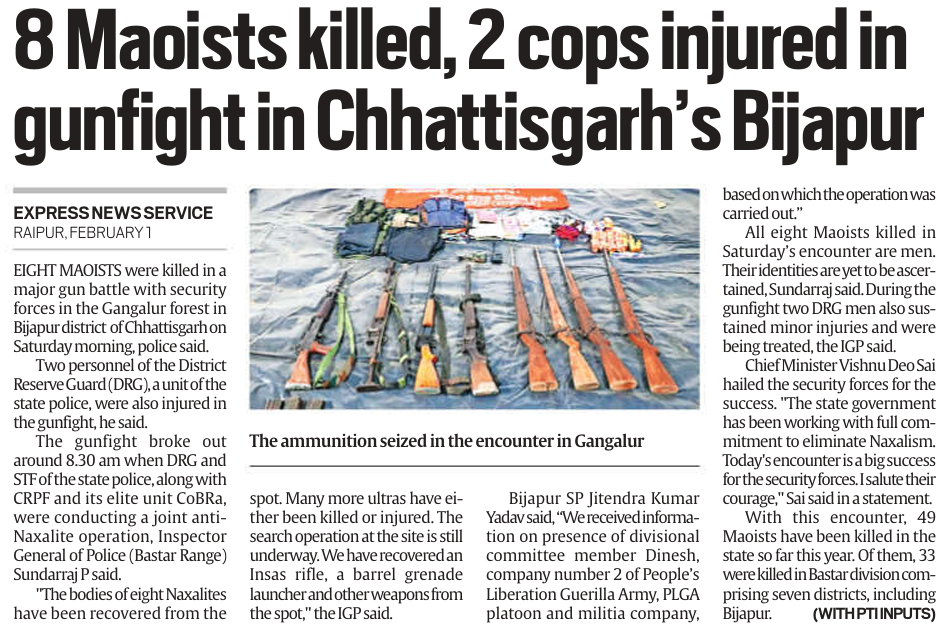 8 Maoists killed, 2 cops injured in
gunfight in Chhattisgarh's Bijapur
EXPRESS NEWS SERVICE
RAIPUR, FEBRUARY 1
EIGHT MAOISTS were killed in a
major gun battle with security
forces in the Gangalur forest in
Bijapur district of Chhattisgarh on
Saturday morning, police said.
Two personnel of the District
Reserve Guard (DRG), a unit of the
state police, were also injured in
the gunfight, he said.
The gunfight broke out
around 8.30 am when DRG and
STF of the state police, along with
CRPF and its elite unit CoBRa,
were conducting a joint anti-
Naxalite operation, Inspector
General of Police (Bastar Range)
Sundarraj P said.
"The bodies of eight Naxalites
have been recovered from the
The ammunition seized in the encounter in Gangalur
spot. Many more ultras have ei-
ther been killed or injured. The
search operation at the site is still
underway. We have recovered an
Insas rifle, a barrel grenade
launcher and other weapons from
the spot," the IGP said.
Bijapur SP Jitendra Kumar
Yadav said, “We received informa-
tion on presence of divisional
committee member Dinesh,
company number 2 of People's
Liberation Guerilla Army, PLGA
platoon and militia company,
based on which the operation was
carried out.”
All eight Maoists killed in
Saturday's encounter are men.
Their identities are yet to be ascer-
tained, Sundarraj said. During the
gunfight two DRG men also sus-
tained minor injuries and were
being treated, the IGP said.
Chief Minister Vishnu Deo Sai
hailed the security forces for the
success. "The state government
has been working with full com-
mitment to eliminate Naxalism.
Today's encounter is a big success
for the security forces. I salute their
courage," Sai said in a statement.
With this encounter, 49
Maoists have been killed in the
state so far this year. Of them, 33
were killed in Bastar division com-
prising seven districts, including
Bijapur. (WITH PTI INPUTS)